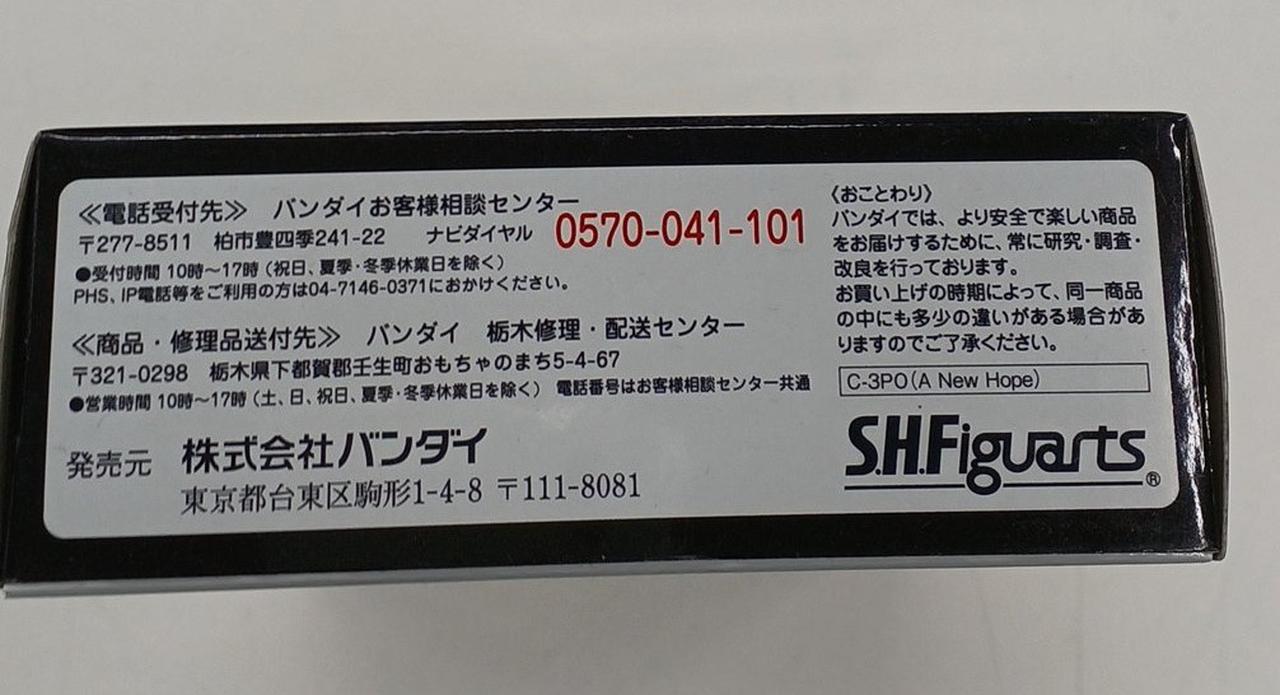 ≪電話受付先≫ バンダイお客様相談センター
〒277-8511 柏市豊四季241-22 ナビダイヤル 0570-041-101
●受付時間 10時～17時（祝日、夏季･冬季休業日を除く）
PHS、IP電話等をご利用の方は04-7146-0371におかけください。
≪商品・修理品送付先≫ バンダイ 栃木修理・配送センター
〒321-0298 栃木県下都賀郡壬生町おもちゃのまち5-4-67
●営業時間 10時～17時（土、日、祝日、夏季･冬季休業日を除く） 電話番号はお客様相談センター共通
発売元 株式会社バンダイ
東京都台東区駒形1-4-8 〒111-8081
〈おことわり〉
バンダイでは、より安全で楽しい商品
をお届けするために、常に研究・調査・
改良を行っております。
お買い上げの時期によって、同一商品
の中にも多少の違いがある場合があ
りますのでご了承ください。
C-3PO(A New Hope)
S.H.Figuarts®